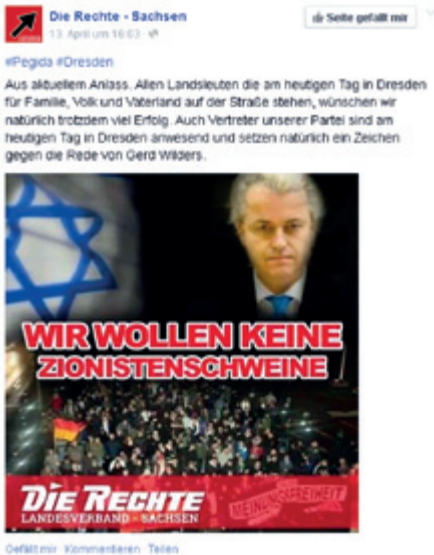 Die Rechte - Sachsen
13. April um 16:03
Seite gefällt mir
#Pegida #Dresden
Aus aktuellem Anlass. Allen Landsleuten die am heutigen Tag in Dresden
für Familie, Volk und Vaterland auf der Straße stehen, wünschen wir
natürlich trotzdem viel Erfolg. Auch Vertreter unserer Partei sind am
heutigen Tag in Dresden anwesend und setzen natürlich ein Zeichen
gegen die Rede von Gerd Wilders.
WIR WOLLEN KEINE
ZIONISTENSCHWEINE
DIE RECHTE
LANDESVERBAND - SACHSEN
MEINUNGSFREIHEIT
Gefällt mir Kommentieren Teilen